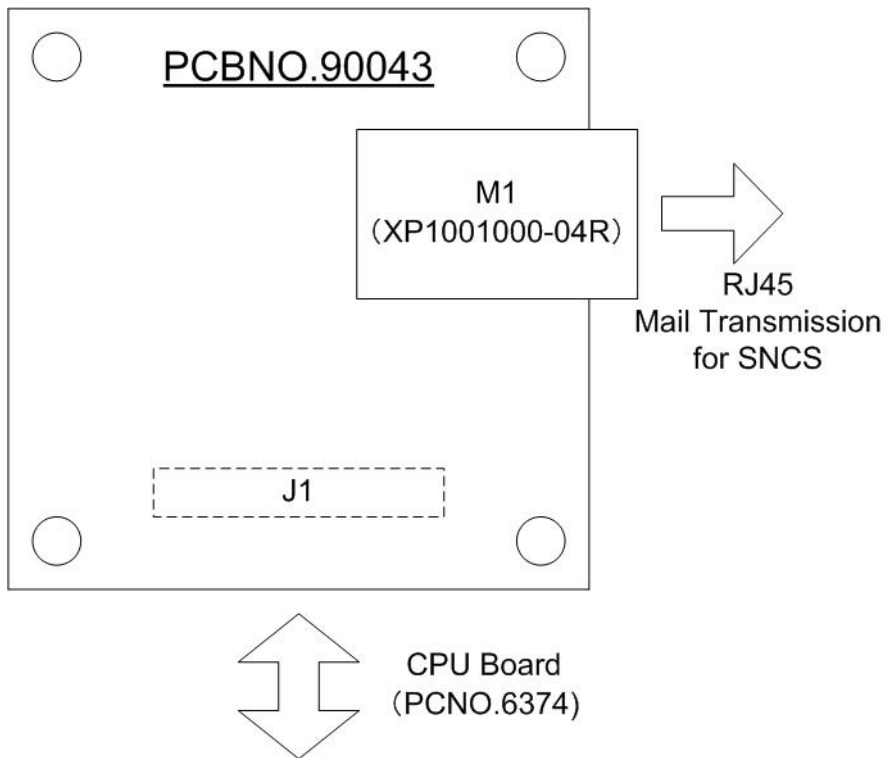 PCBNO.90043
M1
（XP1001000-04R）
RJ45
Mail Transmission
for SNCS
J1
CPU Board
（PCNO.6374)